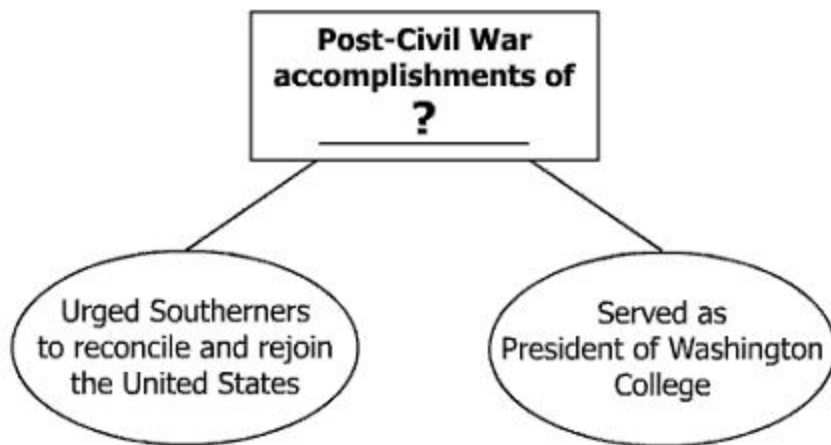 Post-Civil War
accomplishments of
?
Urged Southerners
to reconcile and rejoin
the United States
Served as
President of Washington
College